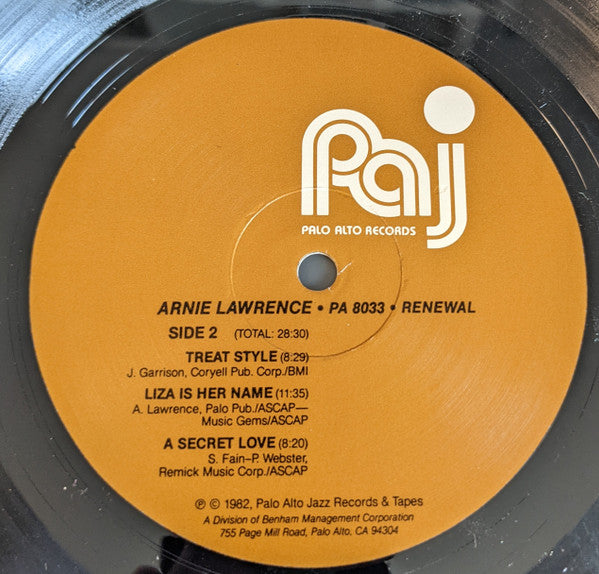 Paj
PALO ALTO RECORDS
ARNIE LAWRENCE • PA 8033 • RENEWAL
SIDE 2 (TOTAL: 28:30)
TREAT STYLE (8:29)
J. Garrison, Coryell Pub. Corp./BMI
LIZA IS HER NAME (11:35)
A. Lawrence, Palo Pub./ASCAP—
Music Gems/ASCAP
A SECRET LOVE (8:20)
S. Fain–P. Webster,
Remick Music Corp./ASCAP
℗ © 1982, Palo Alto Jazz Records & Tapes
A Division of Benham Management Corporation
755 Page Mill Road, Palo Alto, CA 94304